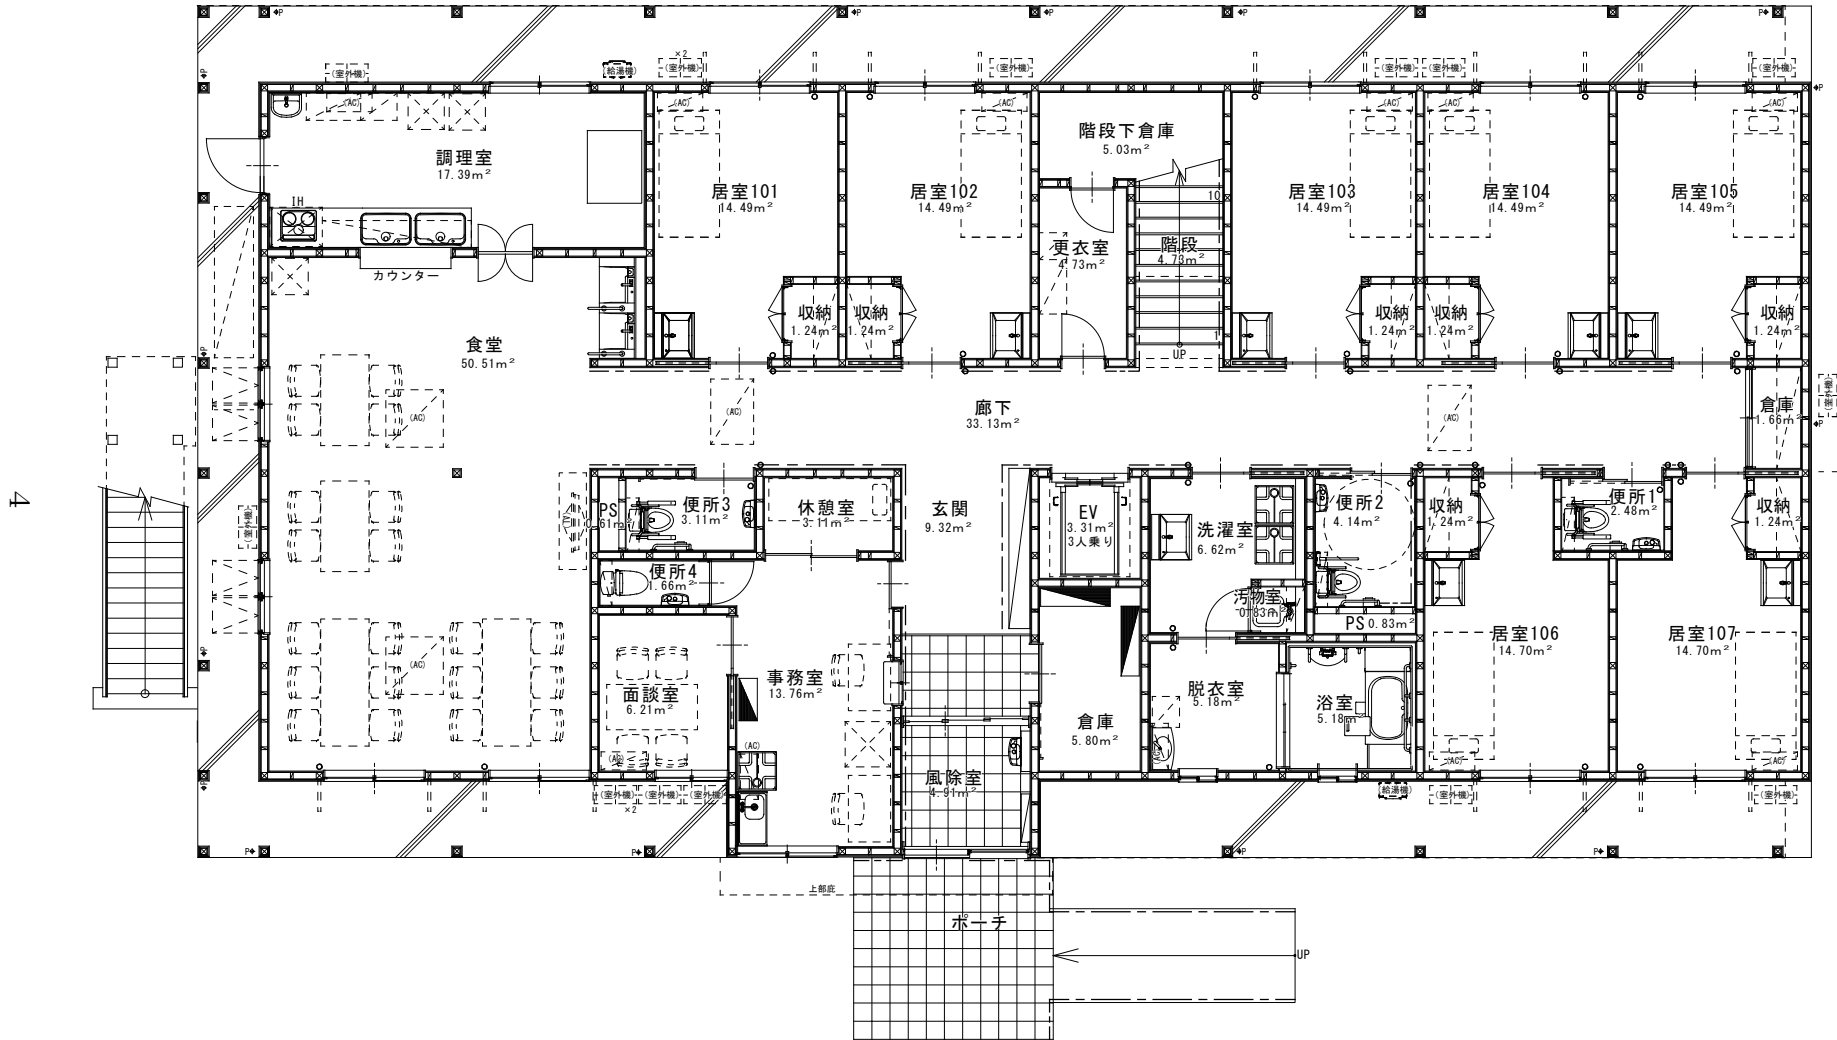 P
P
P
P
P
P
P
(室外機)
(給湯機)
×2
(室外機)
(室外機)
(室外機)
(室外機)
(室外機)
P
P
(AC)
(AC)
(AC)
(AC)
(AC)
(AC)
調理室
17.39m²
居室101
14.49m²
居室102
14.49m²
階段下倉庫
5.03m²
居室103
14.49m²
居室104
14.49m²
居室105
14.49m²
IH
カウンター
10
更衣室
4.73m²
階段
4.73m²
1
UP
収納
1.24m²
収納
1.24m²
収納
1.24m²
収納
1.24m²
収納
1.24m²
P
食堂
50.51m²
(AC)
(AC)
廊下
33.13m²
(AC)
倉庫
1.66m²
(室外機)
P
4
(室外機)
PS
0.61m²
便所3
3.11m²
休憩室
3.11m²
玄関
9.32m²
EV
3.31m²
3人乗り
洗濯室
6.62m²
便所2
4.14m²
収納
1.24m²
便所1
2.48m²
収納
1.24m²
便所4
1.66m²
汚物室
0.83m²
PS 0.83m²
P
(AC)
面談室
6.21m²
事務室
13.76m²
倉庫
5.80m²
脱衣室
5.18m²
浴室
5.18m²
居室106
14.70m²
居室107
14.70m²
(AC)
(AC)
(AC)
(AC)
(AC)
風除室
4.91m²
P
(室外機)
(室外機)
(室外機)
×2
(給湯機)
(室外機)
(室外機)
P
P
P
P
上部庇
ポーチ
UP